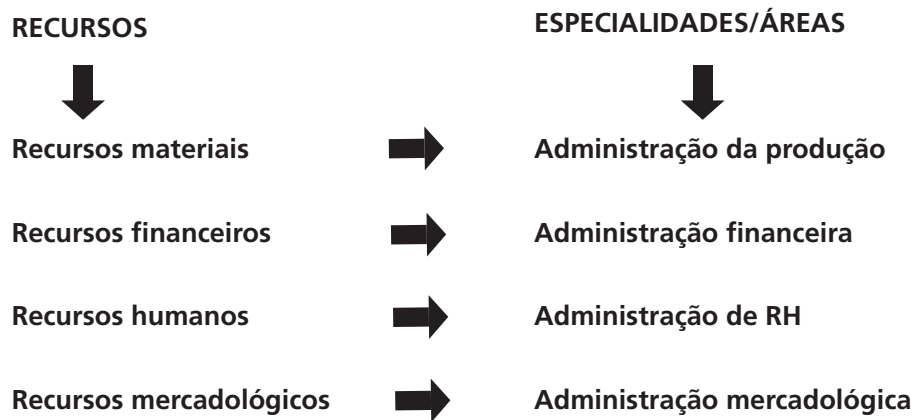 RECURSOS
ESPECIALIDADES/ÁREAS
Recursos materiais
Administração da produção
Recursos financeiros
Administração financeira
Recursos humanos
Administração de RH
Recursos mercadológicos
Administração mercadológica